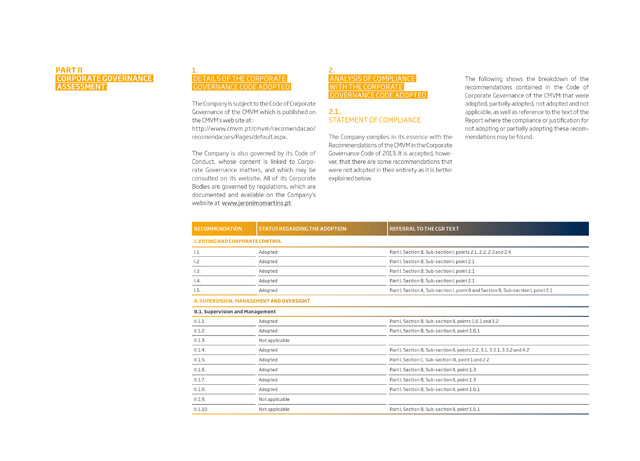 PART II
CORPORATE GOVERNANCE
ASSESSMENT
1.
DETAILS OF THE CORPORATE
GOVERNANCE CODE ADOPTED
The Company is subject to the Code of Corporate
Governance of the CMVM which is published on
the CMVM's web site at :
http://www.cmvm.pt/cmvm/recomendacao/
recomendacoes/Pages/default.aspx.
The Company is also governed by its Code of
Conduct, whose content is linked to Corpo-
rate Governance matters, and which may be
consulted on its website. All of its Corporate
Bodies are governed by regulations, which are
documented and available on the Company's
website at www.jeronimomartins.pt.
2.
ANALYSIS OF COMPLIANCE
WITH THE CORPORATE
GOVERNANCE CODE ADOPTED
2.1.
STATEMENT OF COMPLIANCE
The Company complies in its essence with the
Recommendations of the CMVM in the Corporate
Governance Code of 2013. It is accepted, howe-
ver, that there are some recommendations that
were not adopted in their entirety as it is better
explained below.
The following shows the breakdown of the
recommendations contained in the Code of
Corporate Governance of the CMVM that were
adopted, partially adopted, not adopted and not
applicable, as well as reference to the text of the
Report where the compliance or justification for
not adopting or partially adopting these recom-
mendations may be found.
RECOMMENDATION STATUS REGARDING THE ADOPTION REFERRAL TO THE CGR TEXT
I. VOTING AND CORPORATE CONTROL
I.1. Adopted Part I, Section B, Sub-section I, points 2.1, 2.2, 2.3 and 2.4
I.2. Adopted Part I, Section B, Sub-section I, point 2.1
I.3. Adopted Part I, Section B, Sub-section I, point 2.1
I.4. Adopted Part I, Section B, Sub-section I, point 2.1
I.5. Adopted Part I, Section A, Sub-section I, point 6 and Section B, Sub-section I, point 2.1
II. SUPERVISION, MANAGEMENT AND OVERSIGHT
II.1. Supervision and Management
II.1.1. Adopted Part I, Section B, Sub-section II, points 1.6.1 and 3.2
II.1.2. Adopted Part I, Section B, Sub-section II, point 1.6.1
II.1.3. Not applicable
II.1.4. Adopted Part I, Section B, Sub-section II, points 2.2, 3.1, 3.3.1, 3.3.2 and 4.2
II.1.5. Adopted Part I, Section C, Sub-section III, point 1 and 2.2
II.1.6. Adopted Part I, Section B, Sub-section II, point 1.3
II.1.7. Adopted Part I, Section B, Sub-section II, point 1.3
II.1.8. Adopted Part I, Section B, Sub-section II, point 1.6.1
II.1.9. Not applicable
II.1.10 Not applicable Part I, Section B, Sub-section II, point 1.6.1